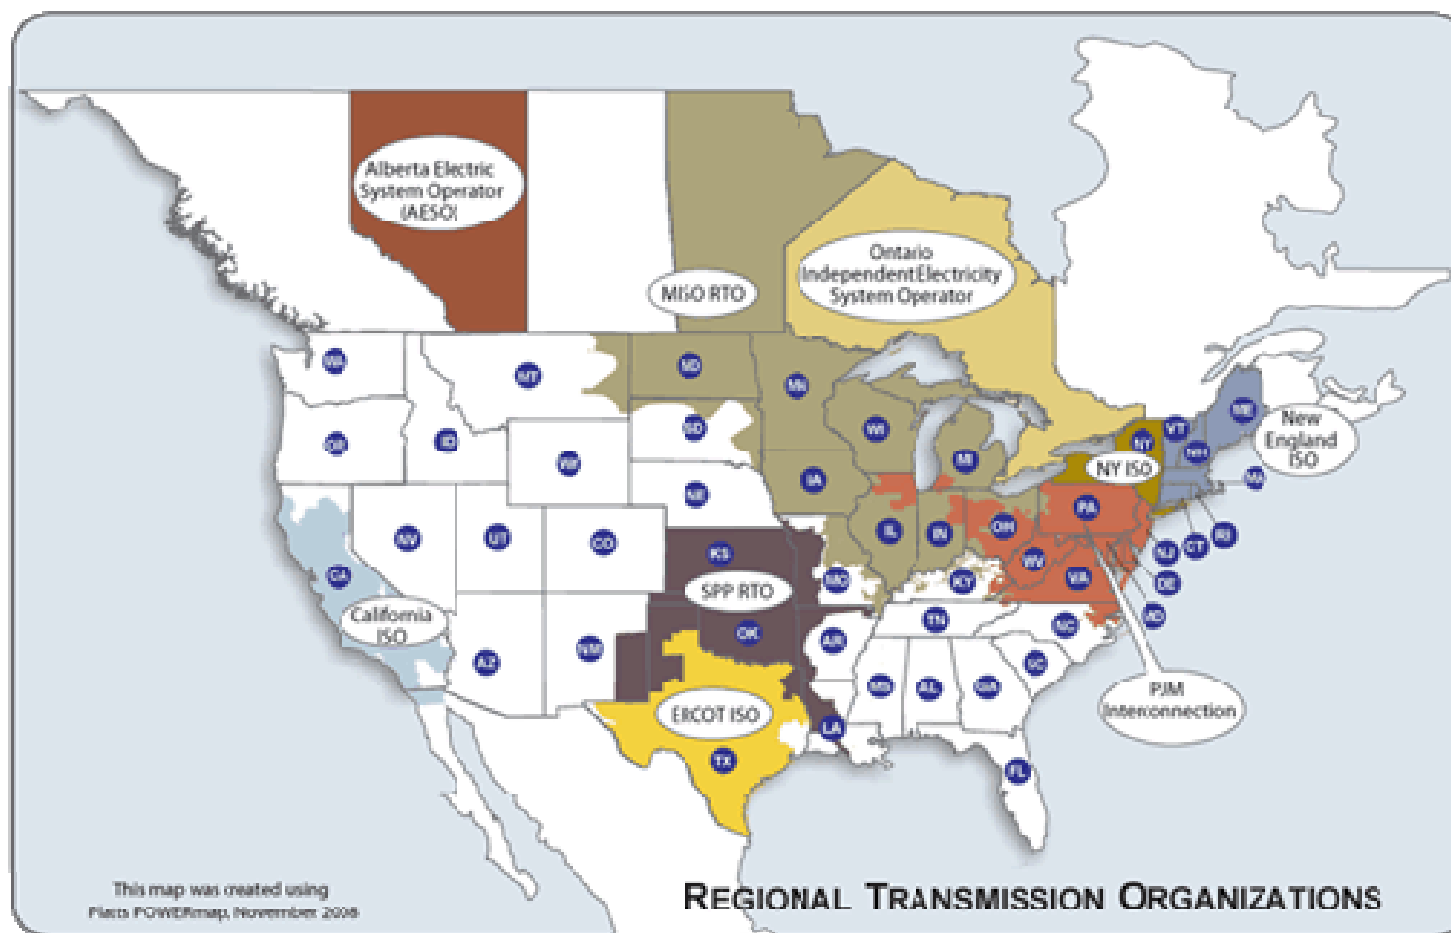 Alberta Electric
System Operator
(AESO)
Ontario
Independent Electricity
System Operator
MISO RTO
WA
MT
ND
MN
OR
ID
SD
WI
MI
NY
VT
ME
NH
New
England
ISO
NY ISO
MA
WY
IA
NE
PA
NV
UT
CO
KS
IL
IN
OH
NJ
CT
RI
CA
SPP RTO
MO
KY
WV
VA
DE
California
ISO
OK
AR
TN
NC
AZ
NM
SC
MS
AL
GA
PJM
Interconnection
ERCOT ISO
LA
TX
FL
This map was created using
Platts POWERmap, November 2008
REGIONAL TRANSMISSION ORGANIZATIONS